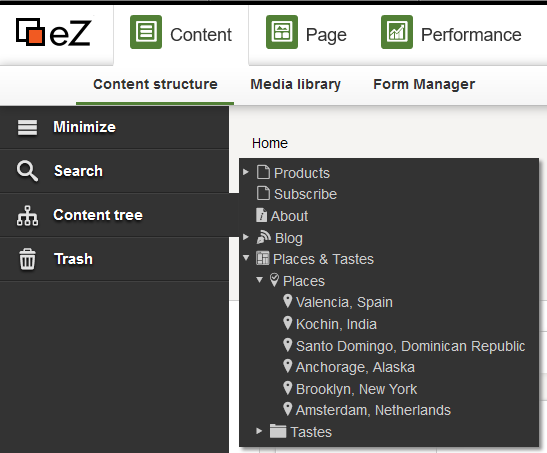 eZ Content Page Performance
Content structure Media library Form Manager
Minimize
Search
Content tree
Trash
Home
Products
Subscribe
About
Blog
Places & Tastes
Places
Valencia, Spain
Kochin, India
Santo Domingo, Dominican Republic
Anchorage, Alaska
Brooklyn, New York
Amsterdam, Netherlands
Tastes